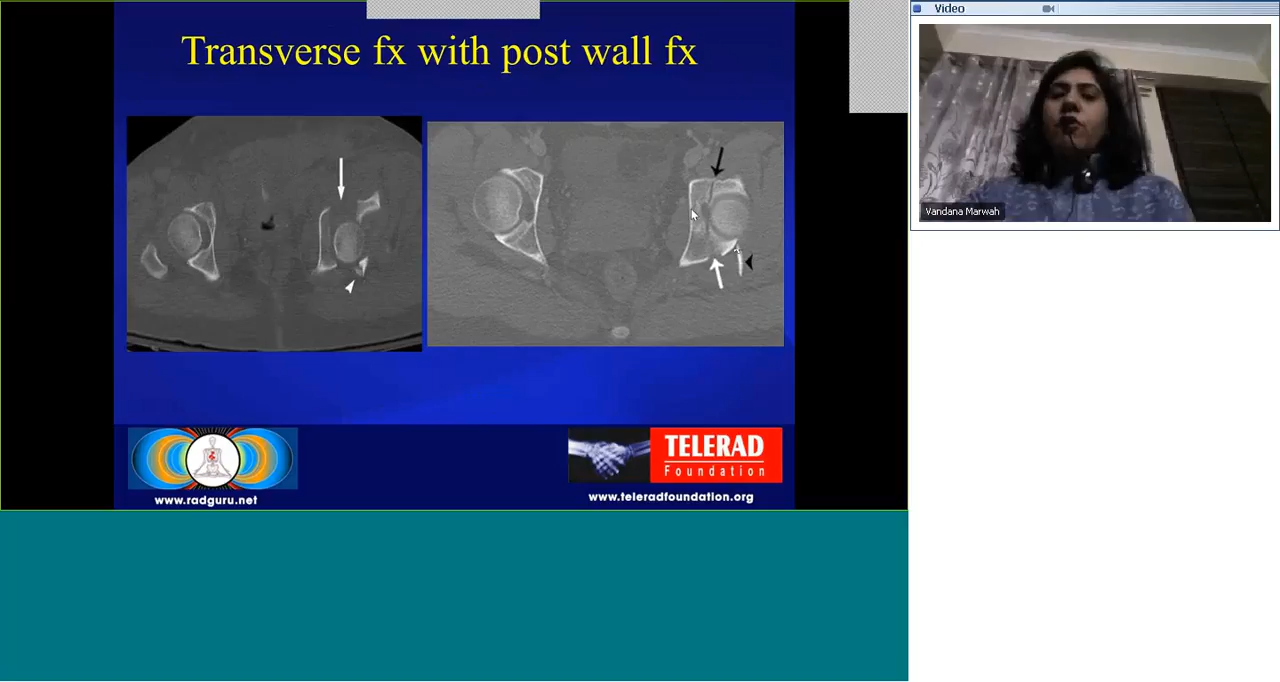 Transverse fx with post wall fx
Video
Vandana Marwah
TELERAD
Foundation
www.radguru.net
www.teleradfoundation.org